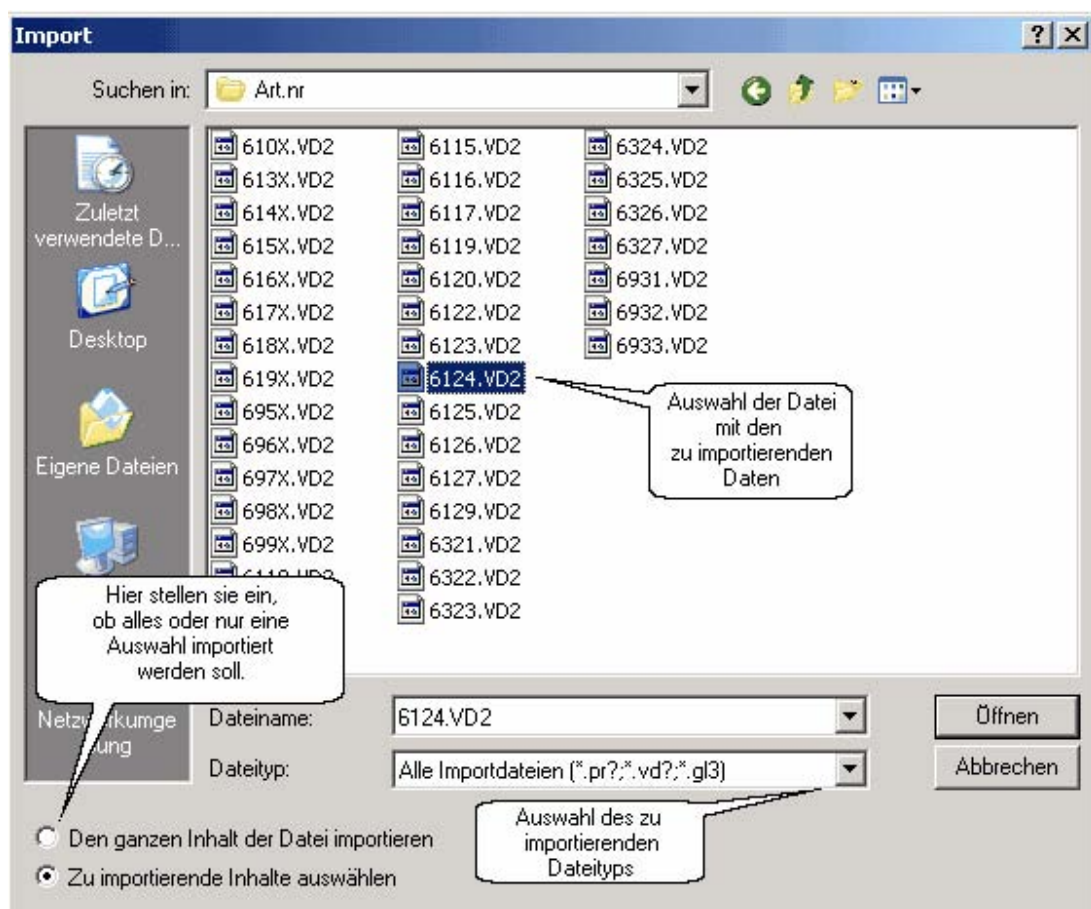 Import
Suchen in: Art.nr
610X.VD2
613X.VD2
614X.VD2
615X.VD2
616X.VD2
617X.VD2
618X.VD2
619X.VD2
695X.VD2
696X.VD2
697X.VD2
698X.VD2
699X.VD2
6115.VD2
6116.VD2
6117.VD2
6119.VD2
6120.VD2
6122.VD2
6123.VD2
6124.VD2
6125.VD2
6126.VD2
6127.VD2
6129.VD2
6321.VD2
6322.VD2
6323.VD2
6324.VD2
6325.VD2
6326.VD2
6327.VD2
6931.VD2
6932.VD2
6933.VD2
Zuletzt
verwendete D...
Desktop
Eigene Dateien
Auswahl der Datei
mit den
zu importierenden
Daten
Hier stellen sie ein,
ob alles oder nur eine
Auswahl importiert
werden soll.
Dateiname: 6124.VD2
Öffnen
Dateityp: Alle Importdateien (*.pr?;*.vd?;*.gl3)
Abbrechen
Auswahl des zu
importierenden
Dateityps
Den ganzen Inhalt der Datei importieren
Zu importierende Inhalte auswählen